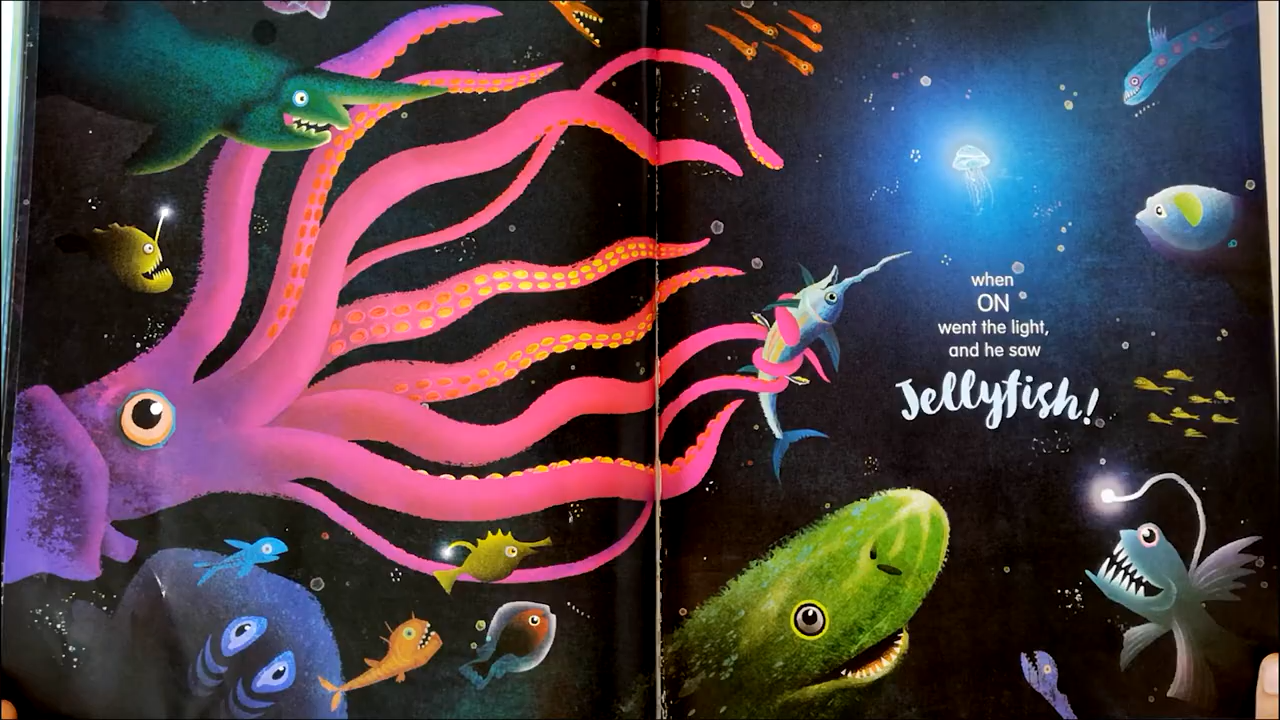 when
ON
went the light,
and he saw
Jellyfish!